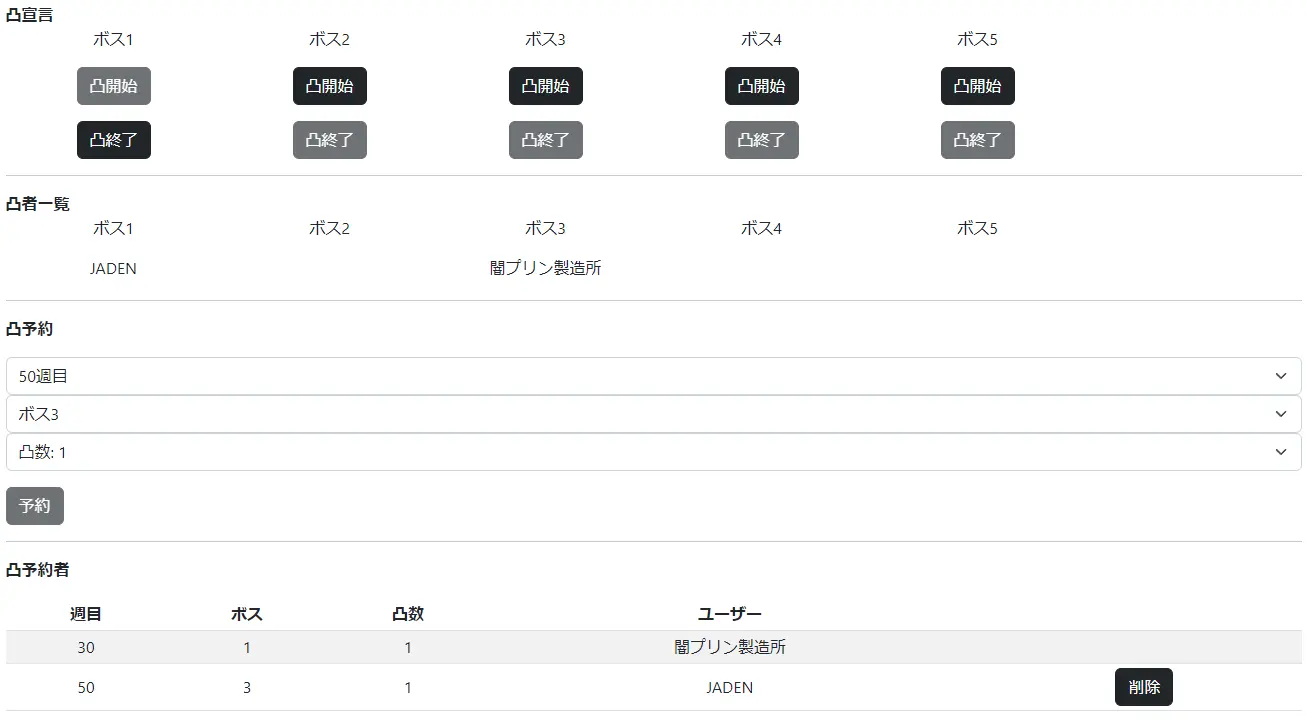 凸宣言
ボス1 ボス2 ボス3 ボス4 ボス5
凸開始 凸開始 凸開始 凸開始 凸開始
凸終了 凸終了 凸終了 凸終了 凸終了
凸者一覧
ボス1 ボス2 ボス3 ボス4 ボス5
JADEN 闇プリン製造所
凸予約
50週目
ボス3
凸数: 1
予約
凸予約者
週目 ボス 凸数 ユーザー
30 1 1 闇プリン製造所
50 3 1 JADEN 削除